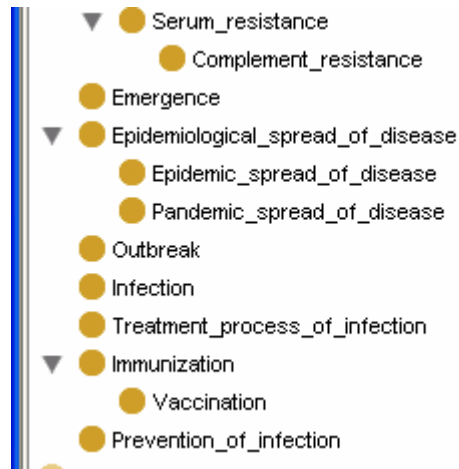 Serum_resistance
Complement_resistance
Emergence
Epidemiological_spread_of_disease
Epidemic_spread_of_disease
Pandemic_spread_of_disease
Outbreak
Infection
Treatment_process_of_infection
Immunization
Vaccination
Prevention_of_infection